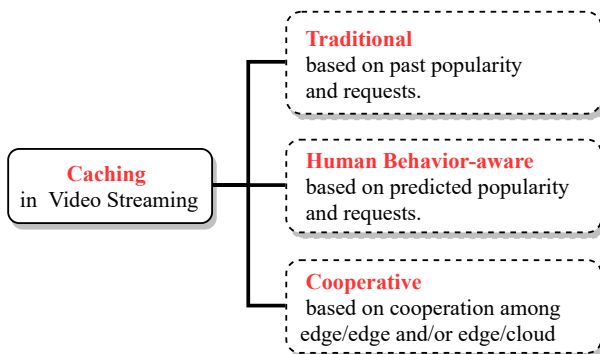 Traditional
based on past popularity
and requests.
Caching
in Video Streaming
Human Behavior-aware
based on predicted popularity
and requests.
Cooperative
based on cooperation among
edge/edge and/or edge/cloud